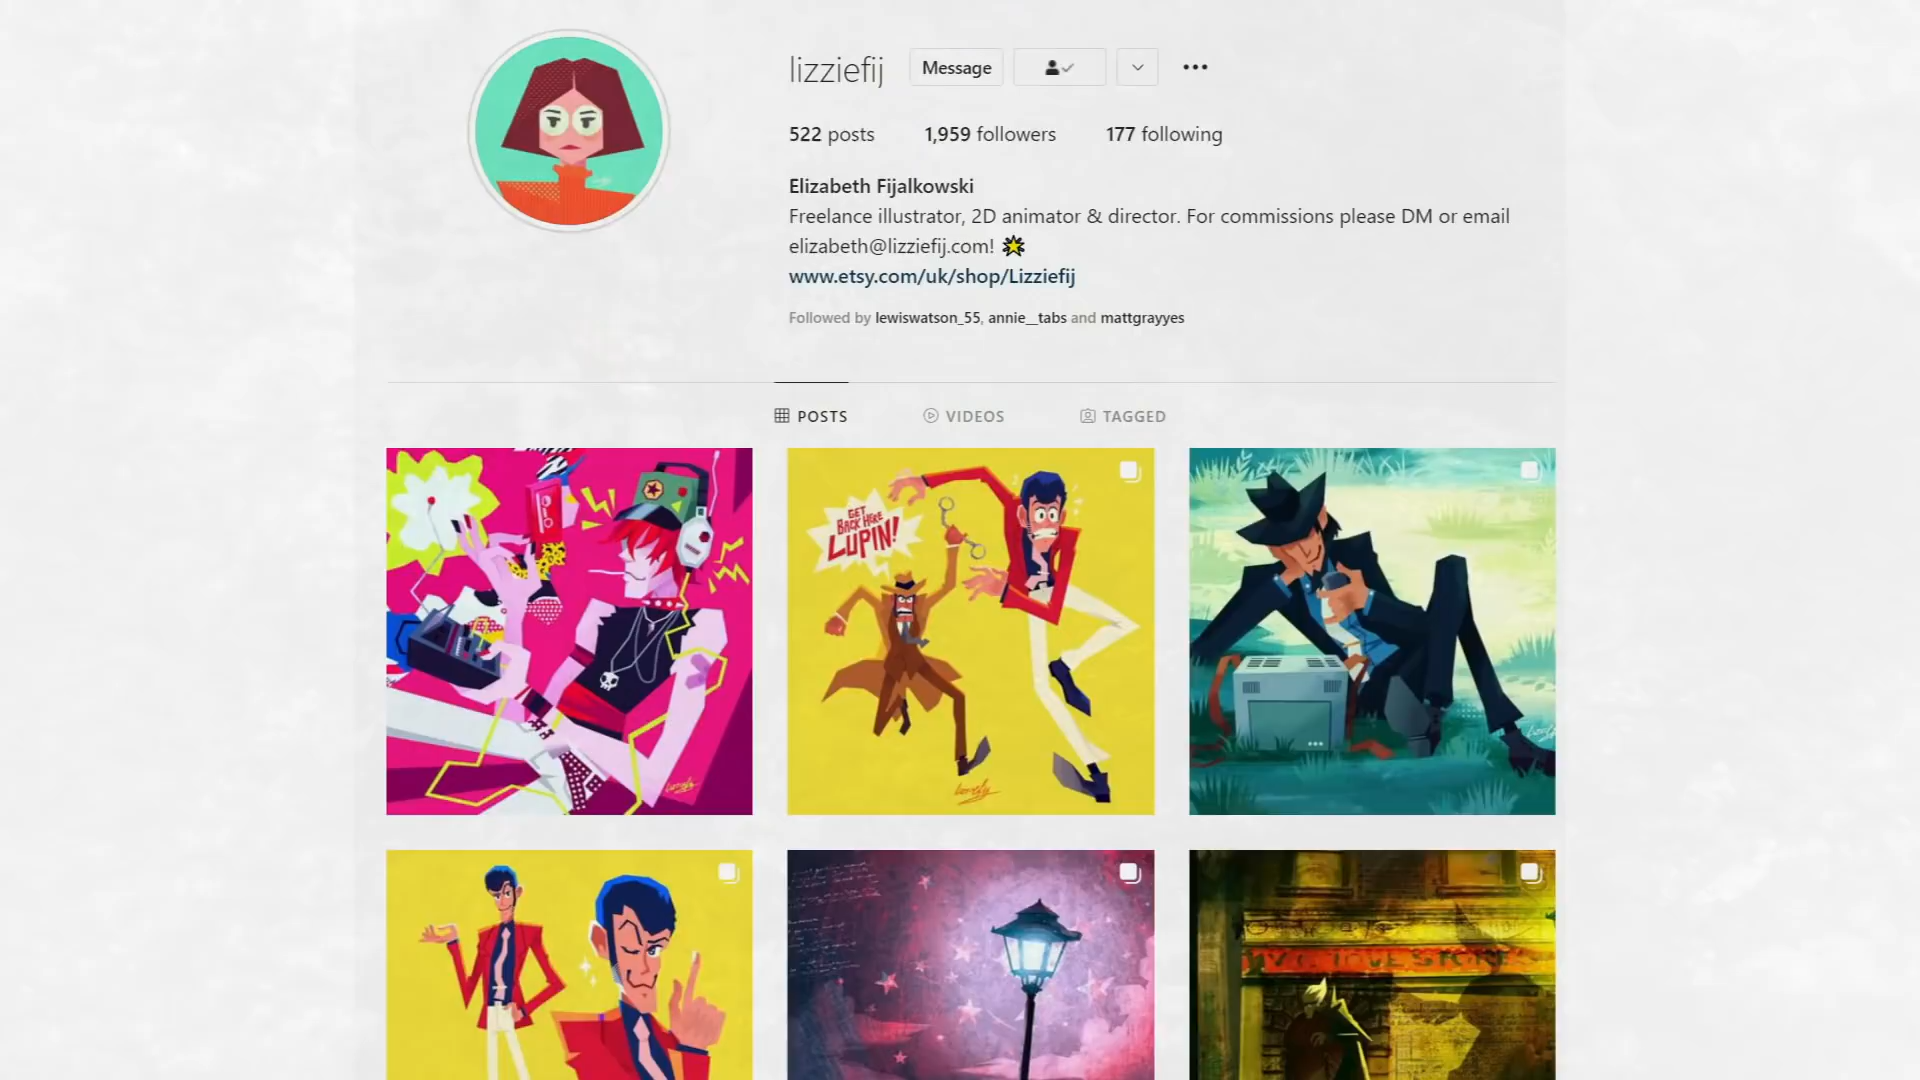 lizziefij Message
522 posts 1,959 followers 177 following
Elizabeth Fijalkowski
Freelance illustrator, 2D animator & director. For commissions please DM or email
elizabeth@lizziefij.com! 🌟
www.etsy.com/uk/shop/Lizziefij
Followed by lewiswatson_55, annie__tabs and mattgrayyes
POSTS VIDEOS TAGGED
GET
BACK HERE
LUPIN!